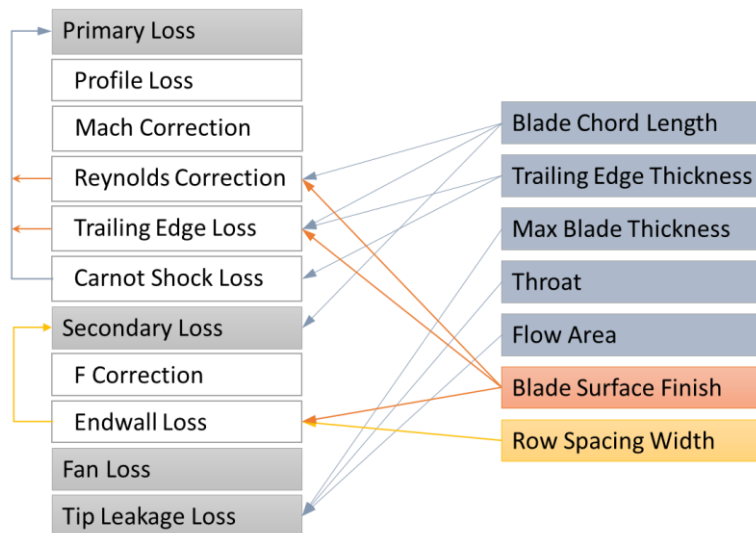 Primary Loss
Profile Loss
Mach Correction
Reynolds Correction
Trailing Edge Loss
Carnot Shock Loss
Secondary Loss
F Correction
Endwall Loss
Fan Loss
Tip Leakage Loss
Blade Chord Length
Trailing Edge Thickness
Max Blade Thickness
Throat
Flow Area
Blade Surface Finish
Row Spacing Width